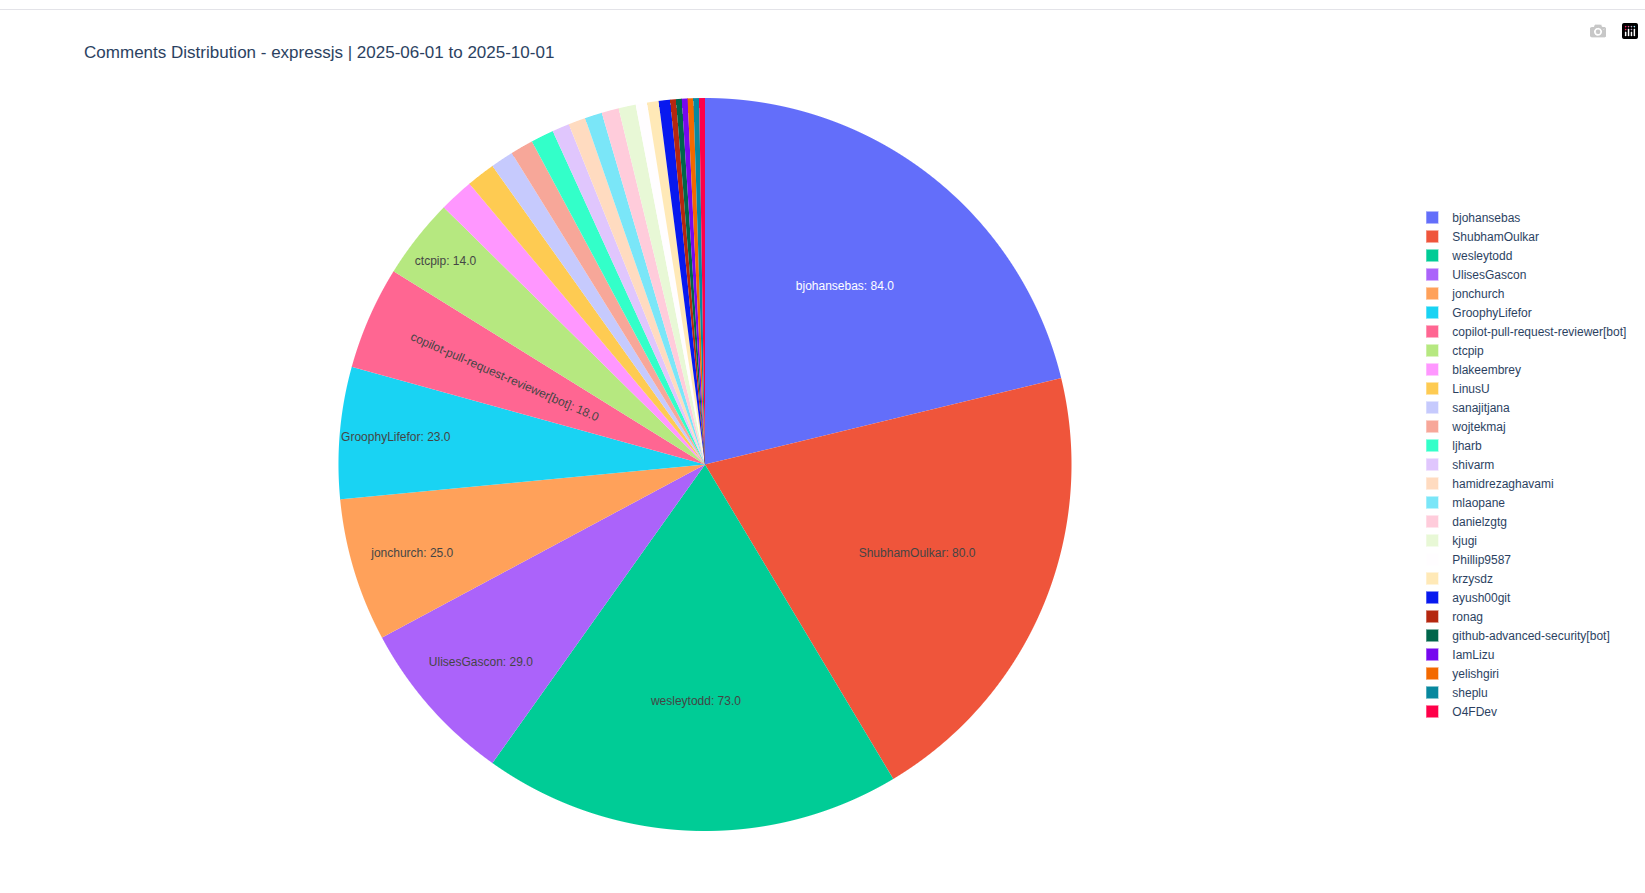 Comments Distribution - expressjs | 2025-06-01 to 2025-10-01
bjohansebas: 84.0
ctcpip: 14.0
copilot-pull-request-reviewer[bot]: 18.0
GroophyLifefor: 23.0
jonchurch: 25.0
ShubhamOulkar: 80.0
UlisesGascon: 29.0
wesleytodd: 73.0
bjohansebas
ShubhamOulkar
wesleytodd
UlisesGascon
jonchurch
GroophyLifefor
copilot-pull-request-reviewer[bot]
ctcpip
blakeembrey
LinusU
sanajitjana
wojtekmaj
ljharb
shivarm
hamidrezaghavami
mlaopane
danielzgtg
kjugi
Phillip9587
krzysdz
ayush00git
ronag
github-advanced-security[bot]
IamLizu
yelishgiri
sheplu
O4FDev